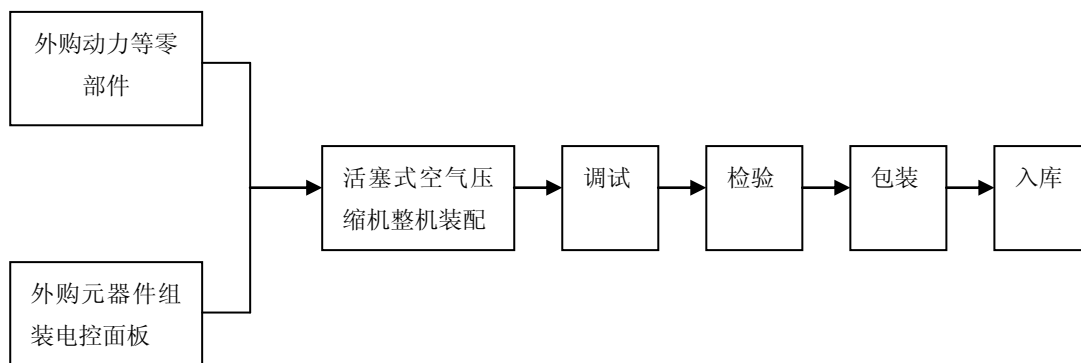 外购动力等零
部件
活塞式空气压
缩机整机装配
调试
检验
包装
入库
外购元器件组
装电控面板